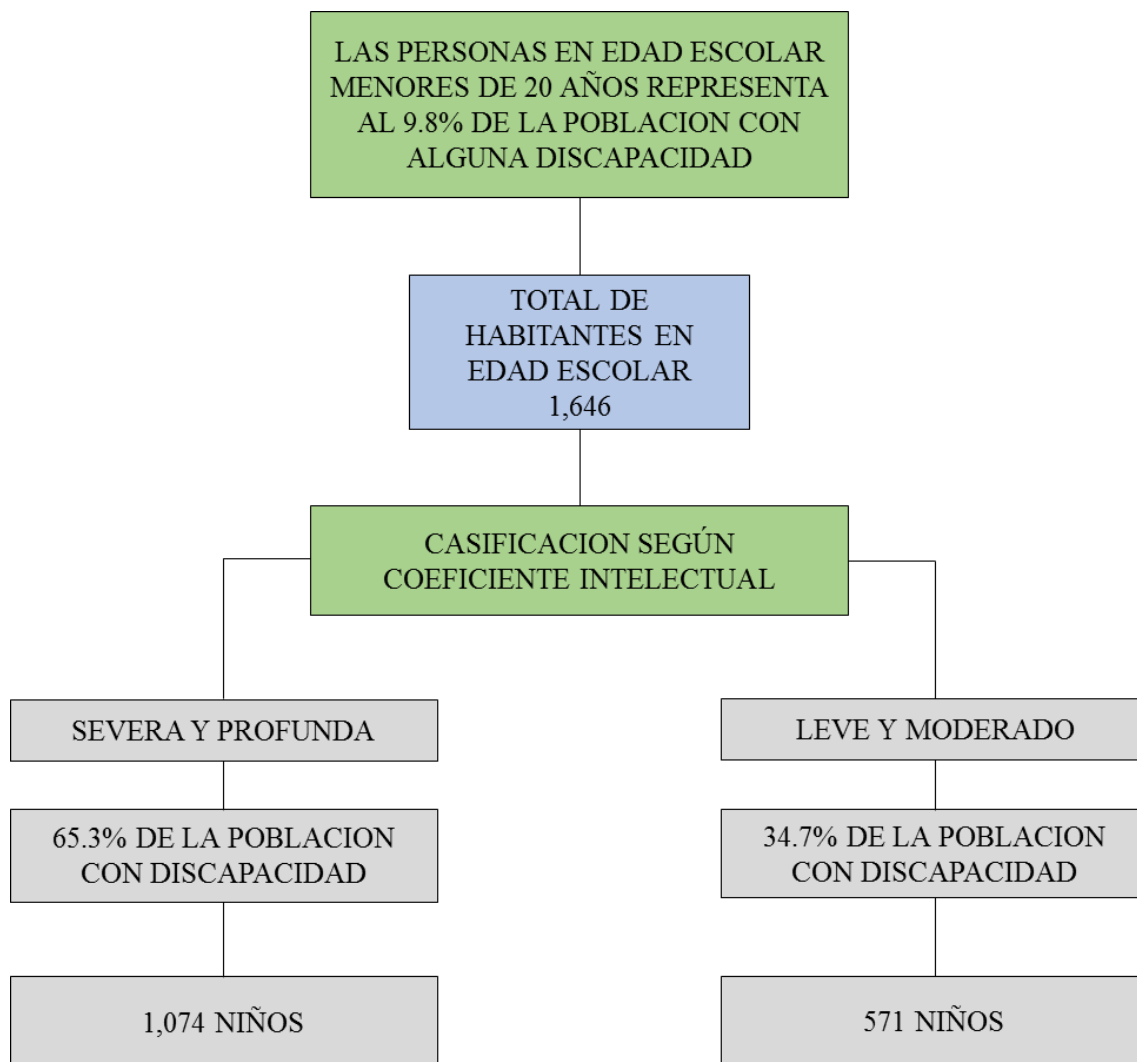 LAS PERSONAS EN EDAD ESCOLAR
MENORES DE 20 AÑOS REPRESENTA
AL 9.8% DE LA POBLACION CON
ALGUNA DISCAPACIDAD
TOTAL DE
HABITANTES EN
EDAD ESCOLAR
1,646
CASIFICACION SEGÚN
COEFICIENTE INTELECTUAL
SEVERA Y PROFUNDA
LEVE Y MODERADO
65.3% DE LA POBLACION
CON DISCAPACIDAD
34.7% DE LA POBLACION
CON DISCAPACIDAD
1,074 NIÑOS
571 NIÑOS